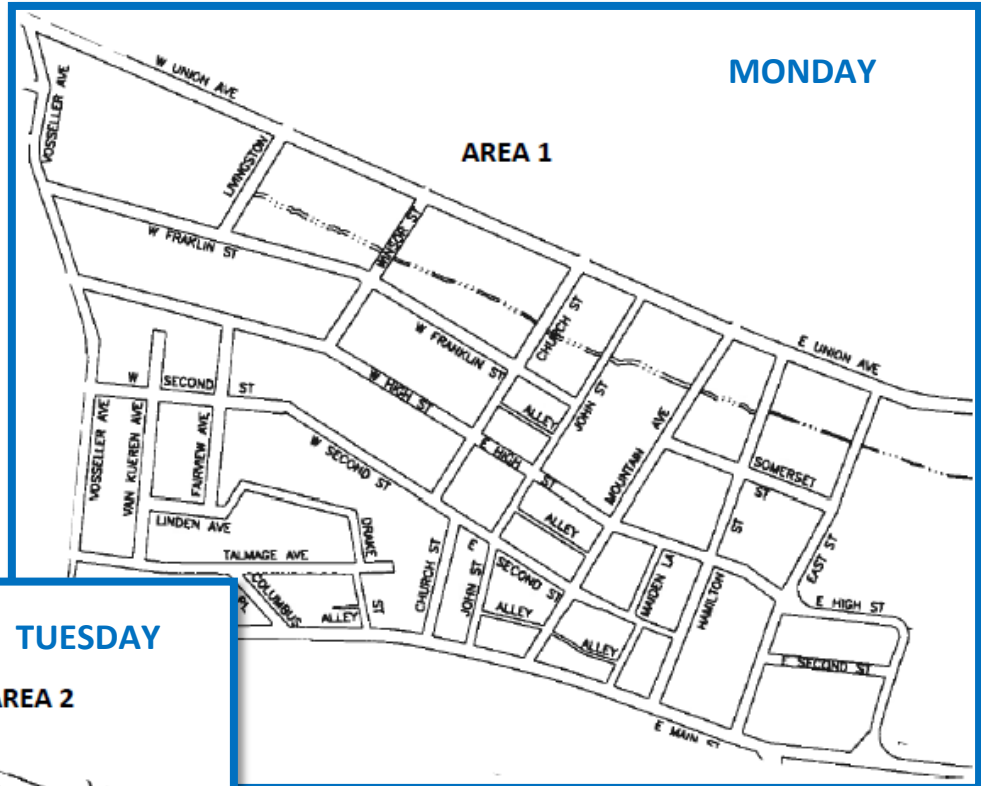 MONDAY
AREA 1
W UNION AVE
VOSSELLER AVE
LIVINGSTON
W FRAKLIN ST
WINSOR ST
W FRANKLIN ST
CHURCH ST
E UNION AVE
W HIGH ST
ALLEY
JOHN ST
MOUNTAIN AVE
W SECOND ST
E HIGH ST
SOMERSET ST
VOSSELLER AVE
VAN KUEREN AVE
FAIRVIEW AVE
W SECOND ST
ST
LINDEN AVE
DRAKE ST
ALLEY
EAST ST
TALMAGE AVE
CHURCH ST
JOHN ST
E SECOND ST
MAIDEN LA
HAMILTON
COLUMBUS
PL
ALLEY
ALLEY
ALLEY
E HIGH ST
E SECOND ST
E MAIN ST
TUESDAY
AREA 2